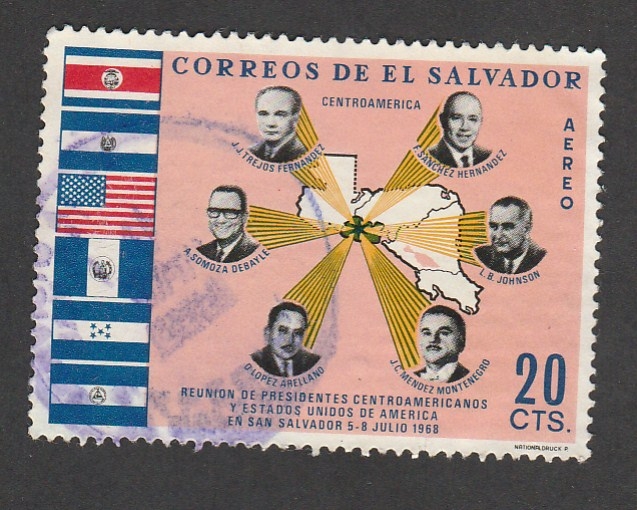 CORREOS DE EL SALVADOR
CENTROAMERICA
AEREO
J.J. TREJOS FERNANDEZ
F. SANCHEZ HERNANDEZ
A. SOMOZA DEBAYLE
L.B. JOHNSON
O. LOPEZ ARELLANO
J.C. MENDEZ MONTENEGRO
20
CTS.
REUNION DE PRESIDENTES CENTROAMERICANOS
Y ESTADOS UNIDOS DE AMERICA
EN SAN SALVADOR 5-8 JULIO 1968
NATIONALDRUCK P.